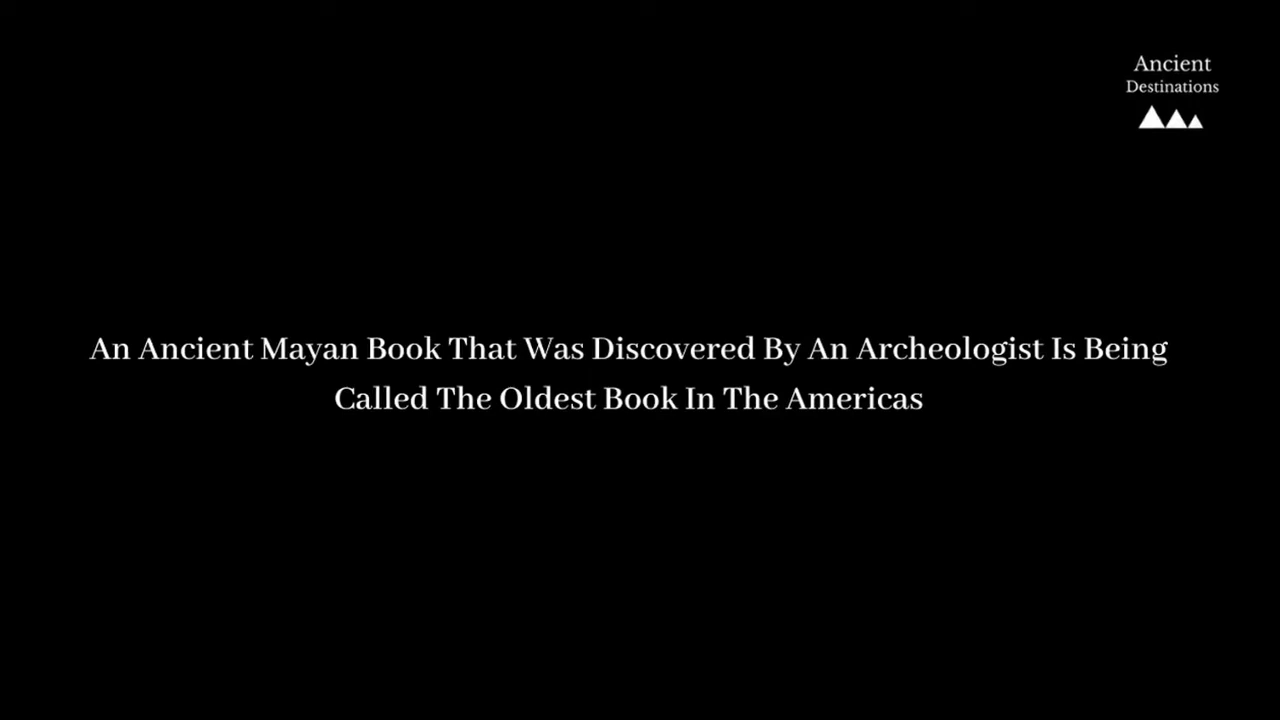 Ancient
Destinations
An Ancient Mayan Book That Was Discovered By An Archeologist Is Being
Called The Oldest Book In The Americas